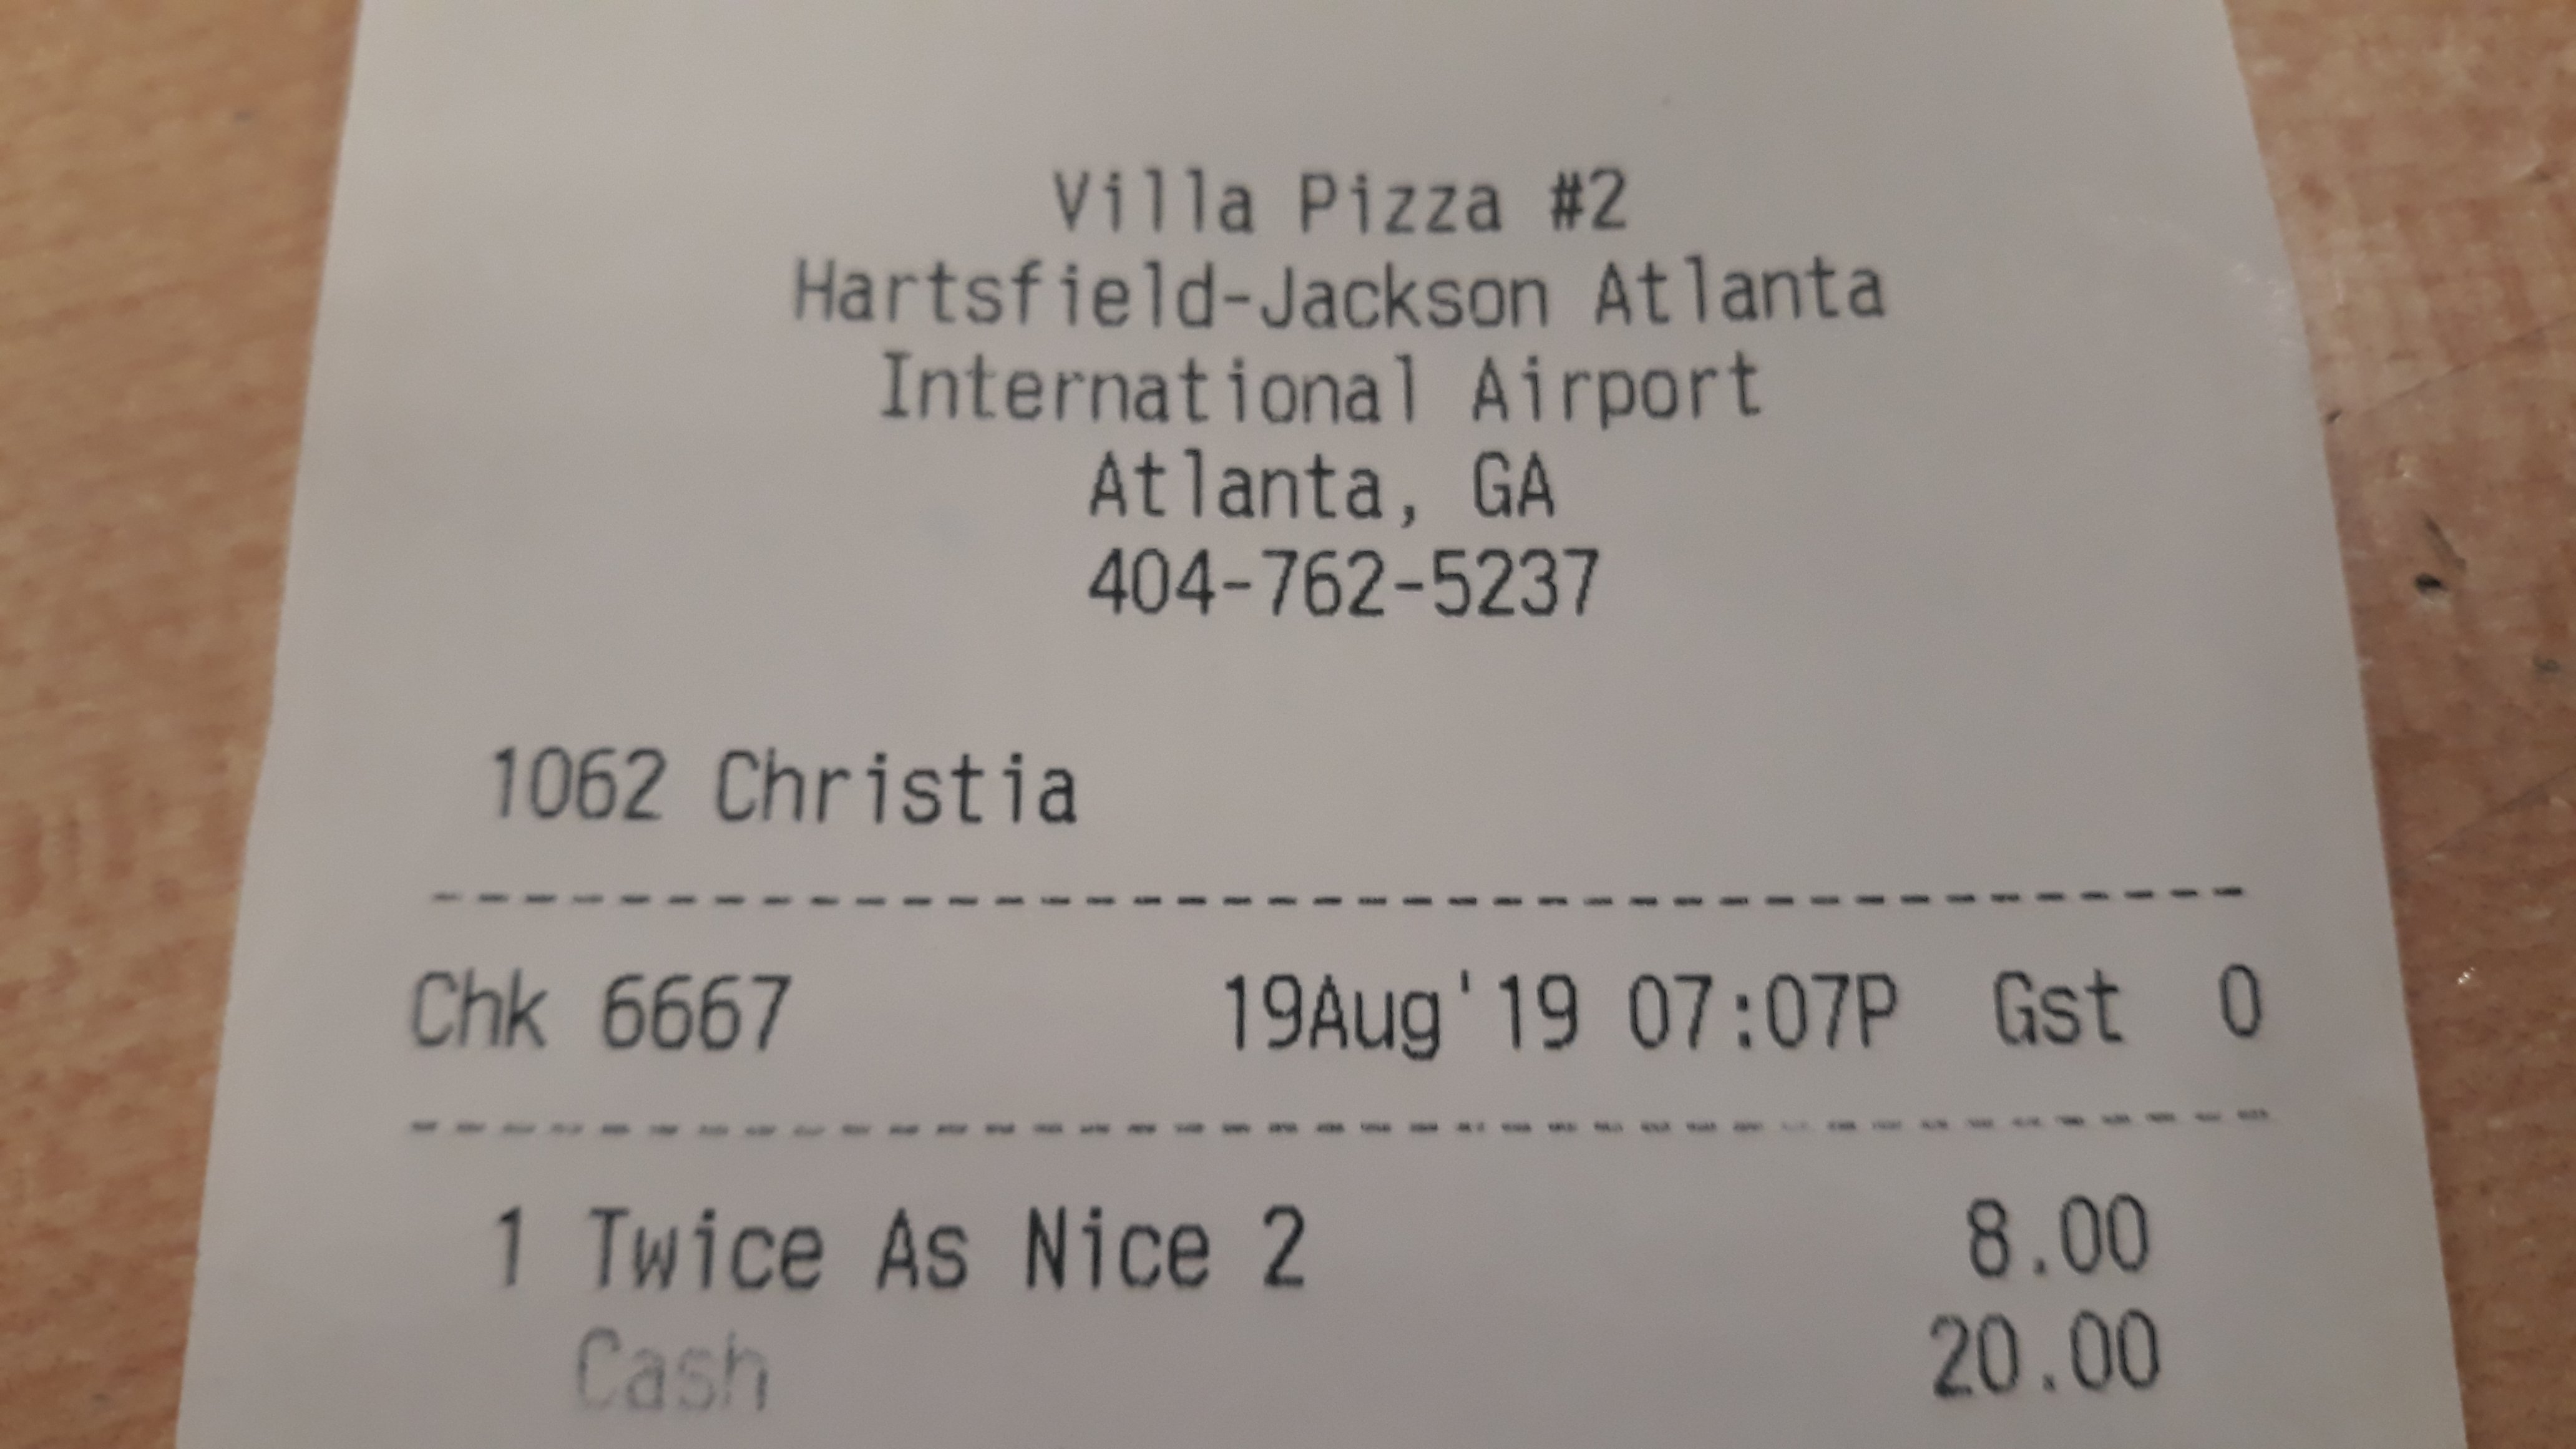 Villa Pizza #2
Hartsfield-Jackson Atlanta
International Airport
Atlanta, GA
404-762-5237
1062 Christia
--------------------------------------
Chk 6667 19Aug'19 07:07P Gst 0
--------------------------------------
1 Twice As Nice 2 8.00
Cash 20.00